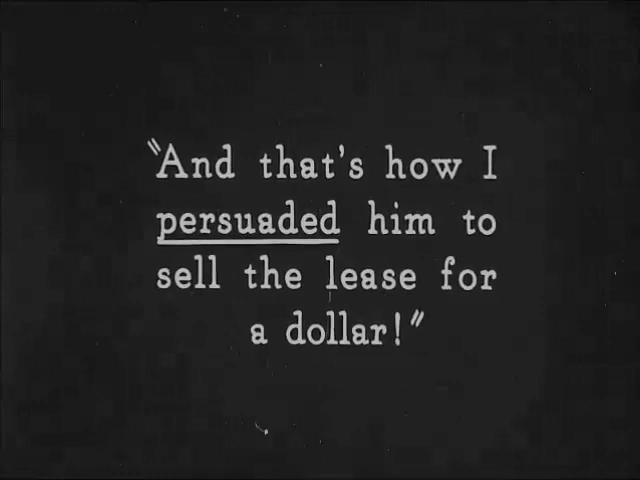 "And that's how I
persuaded him to
sell the lease for
a dollar!"